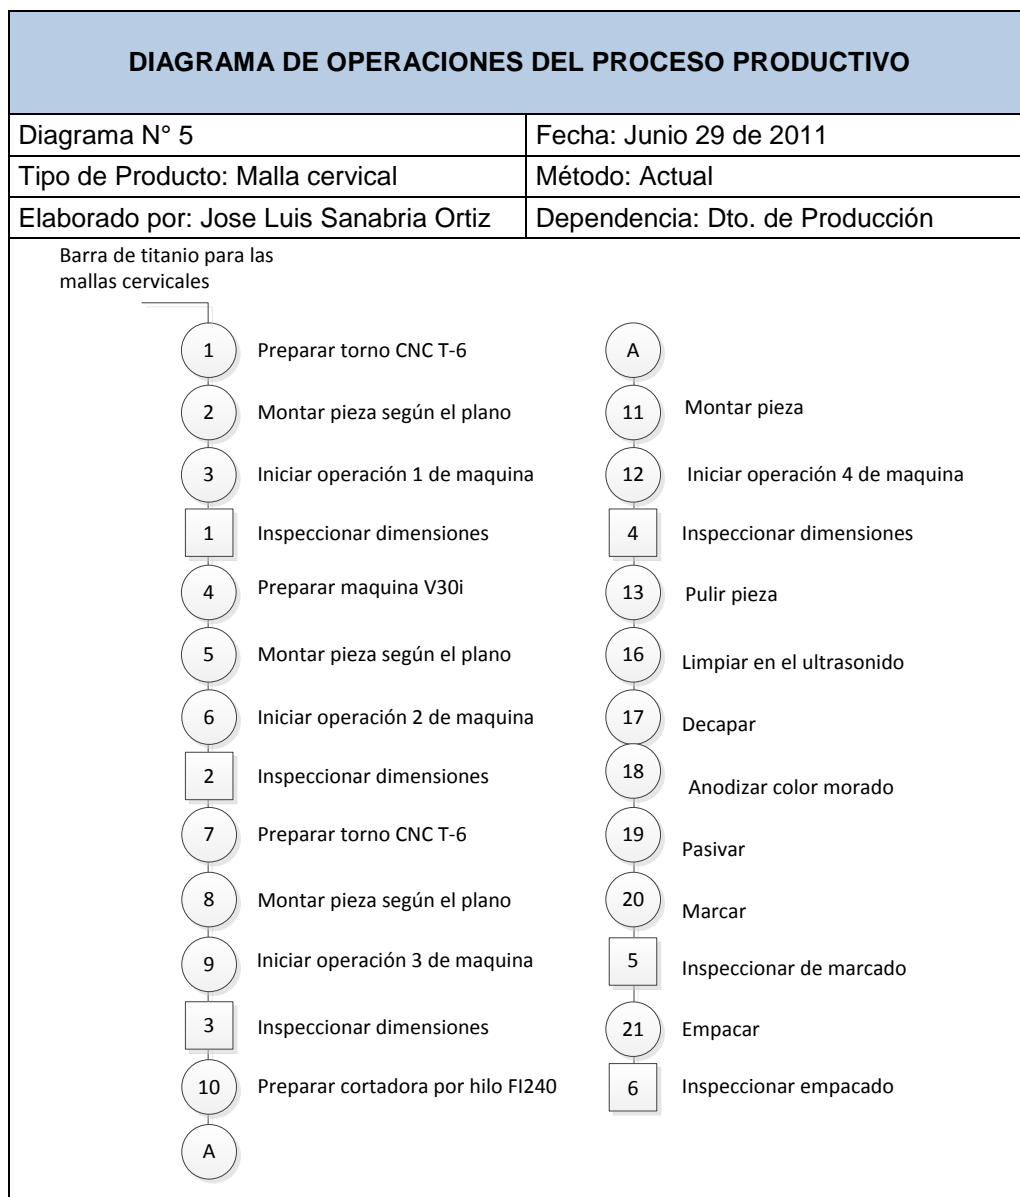 DIAGRAMA DE OPERACIONES DEL PROCESO PRODUCTIVO
Diagrama N° 5
Fecha: Junio 29 de 2011
Tipo de Producto: Malla cervical
Método: Actual
Elaborado por: Jose Luis Sanabria Ortiz
Dependencia: Dto. de Producción
Barra de titanio para las
mallas cervicales
1 Preparar torno CNC T-6
2 Montar pieza según el plano
3 Iniciar operación 1 de maquina
1 Inspeccionar dimensiones
4 Preparar maquina V30i
5 Montar pieza según el plano
6 Iniciar operación 2 de maquina
2 Inspeccionar dimensiones
7 Preparar torno CNC T-6
8 Montar pieza según el plano
9 Iniciar operación 3 de maquina
3 Inspeccionar dimensiones
10 Preparar cortadora por hilo FI240
A
A
11 Montar pieza
12 Iniciar operación 4 de maquina
4 Inspeccionar dimensiones
13 Pulir pieza
16 Limpiar en el ultrasonido
17 Decapar
18 Anodizar color morado
19 Pasivar
20 Marcar
5 Inspeccionar de marcado
21 Empacar
6 Inspeccionar empacado